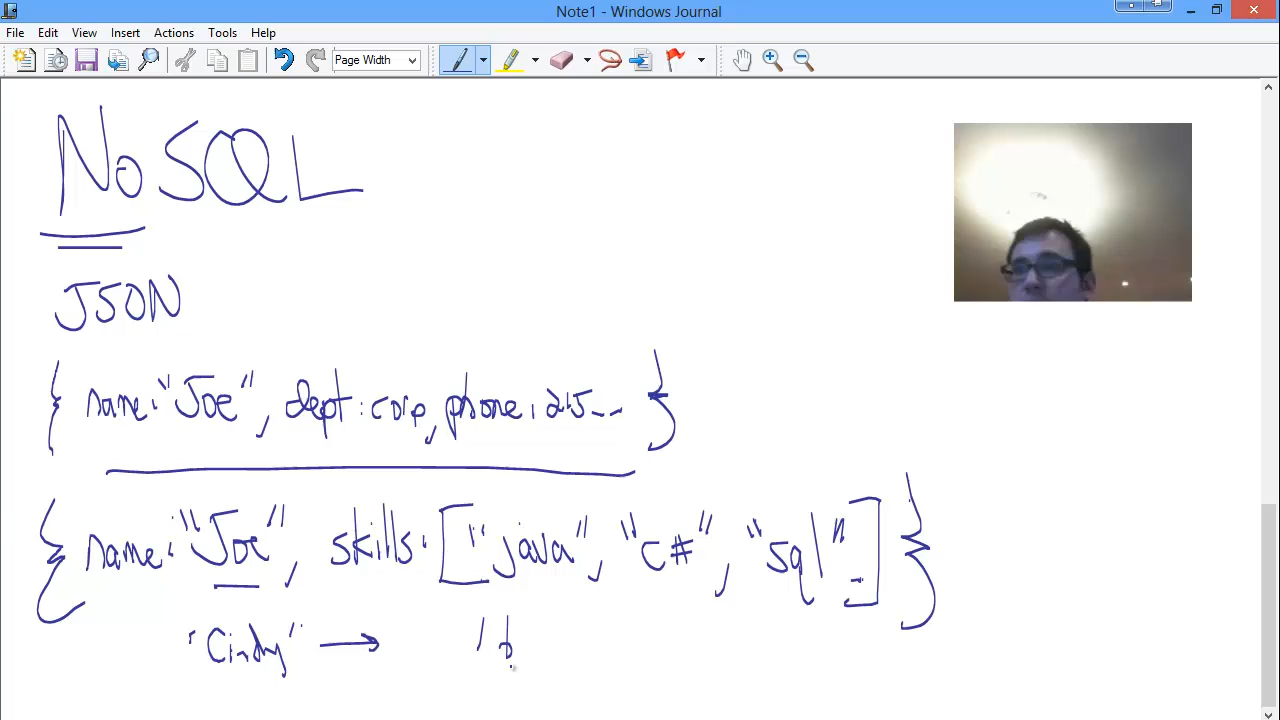 Note1 - Windows Journal
File Edit View Insert Actions Tools Help
Page Width
NoSQL
JSON
{ name:"Joe", dept:corp, phone:215-- }
{ name:"Joe", skills:["java", "c#", "sql"] }
"Cindy" →